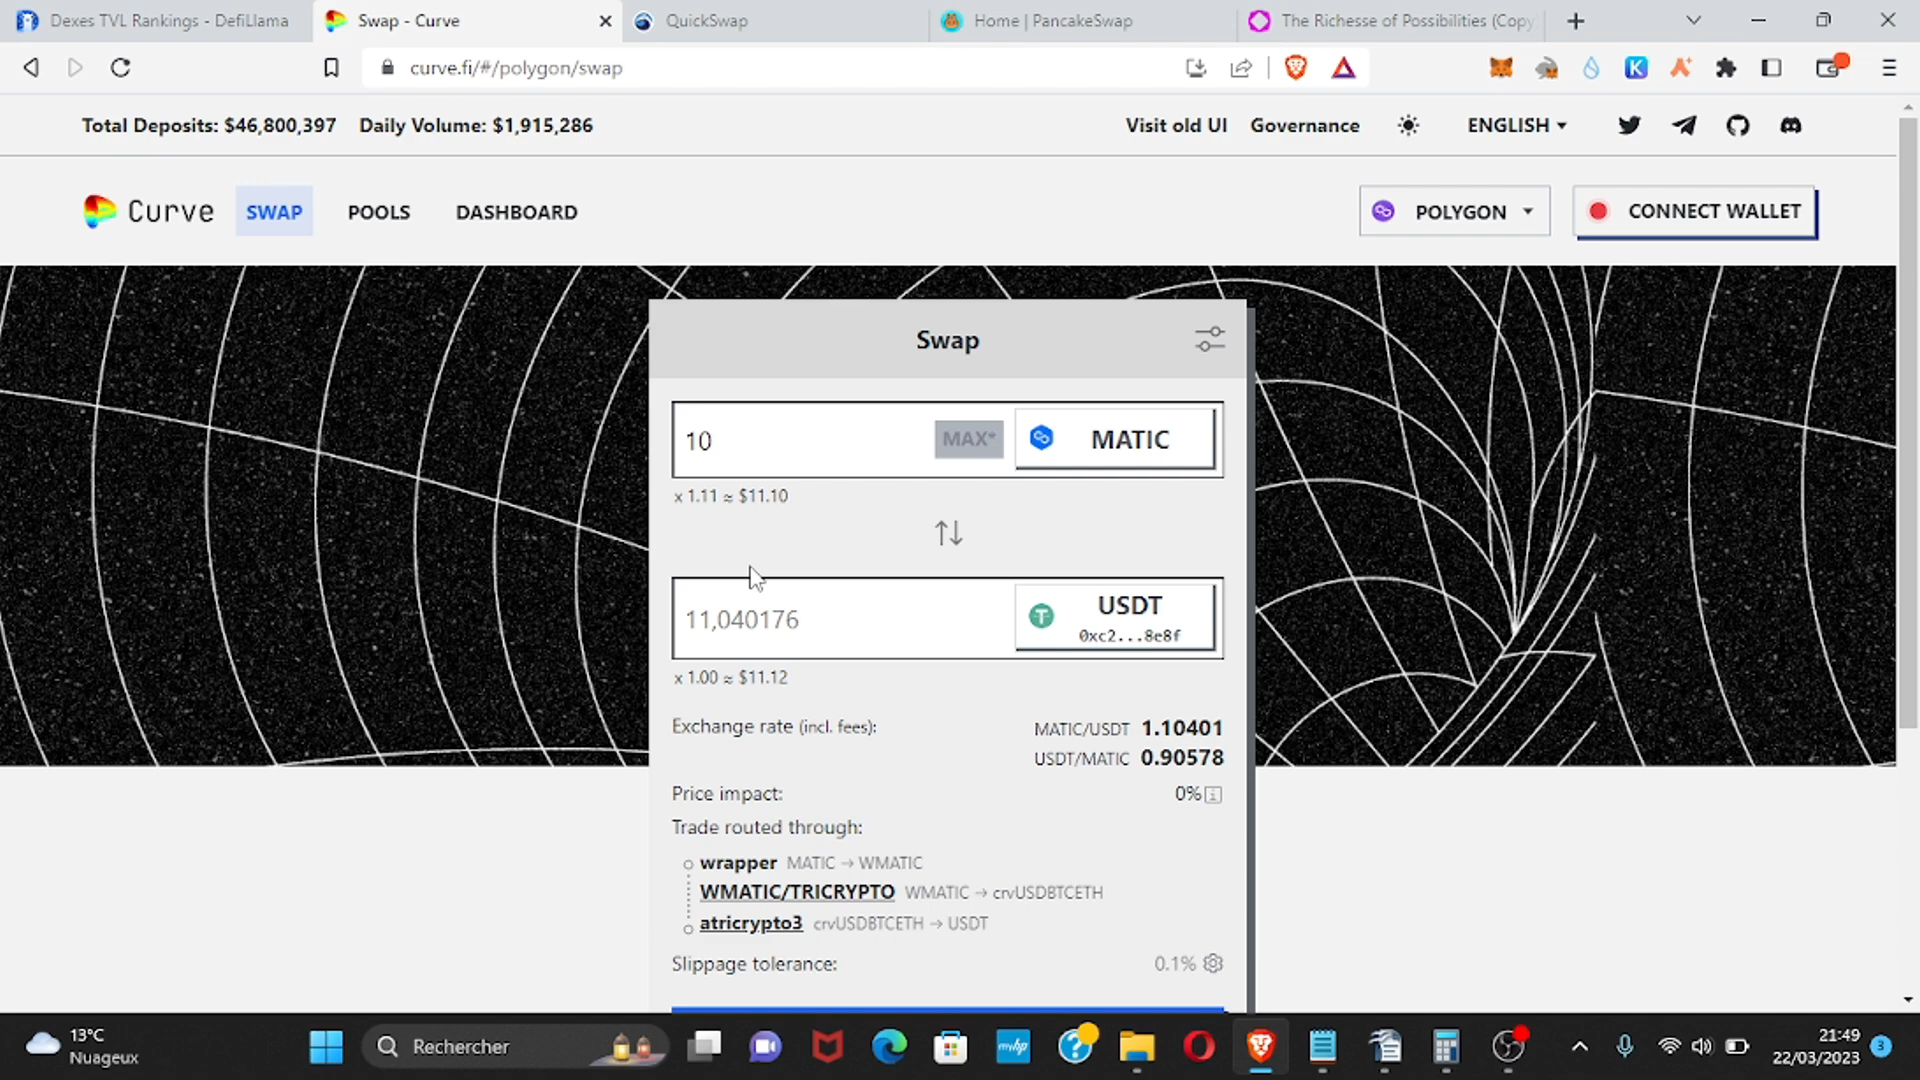 Dexes TVL Rankings - DefiLlama
Swap - Curve
QuickSwap
Home | PancakeSwap
The Richesse of Possibilities (Copy
curve.fi/#/polygon/swap
Total Deposits: $46,800,397 Daily Volume: $1,915,286
Visit old UI Governance ENGLISH
Curve SWAP POOLS DASHBOARD
POLYGON CONNECT WALLET
Swap
10 MAX* MATIC
x 1.11 ≈ $11.10
11,040176 USDT
0xc2...8e8f
x 1.00 ≈ $11.12
Exchange rate (incl. fees): MATIC/USDT 1.10401
USDT/MATIC 0.90578
Price impact: 0%
Trade routed through:
wrapper MATIC → WMATIC
WMATIC/TRICRYPTO WMATIC → crvUSDBTCETH
atricrypto3 crvUSDBTCETH → USDT
Slippage tolerance: 0.1%
13°C
Nuageux
Rechercher
myhp
21:49
22/03/2023
3